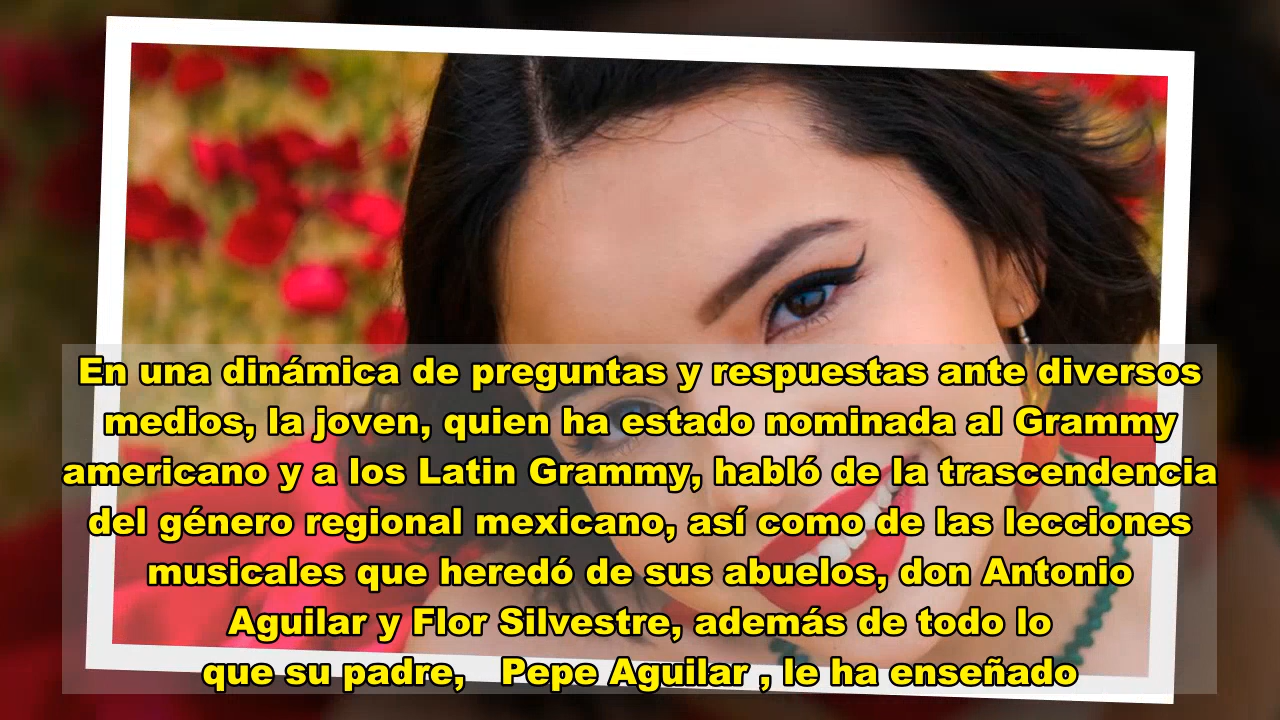 En una dinámica de preguntas y respuestas ante diversos
medios, la joven, quien ha estado nominada al Grammy
americano y a los Latin Grammy, habló de la trascendencia
del género regional mexicano, así como de las lecciones
musicales que heredó de sus abuelos, don Antonio
Aguilar y Flor Silvestre, además de todo lo
que su padre,   Pepe Aguilar , le ha enseñado